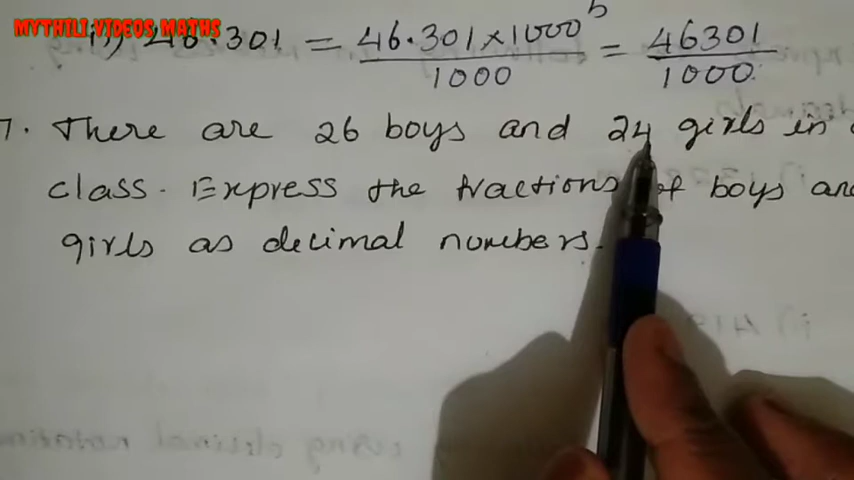 MYTHILI VIDEOS MATHS
ii) 46.301 = 46.301×1000 / 1000 = 46301 / 1000
7. There are 26 boys and 24 girls in
class. Express the fractions of boys and
girls as decimal numbers.